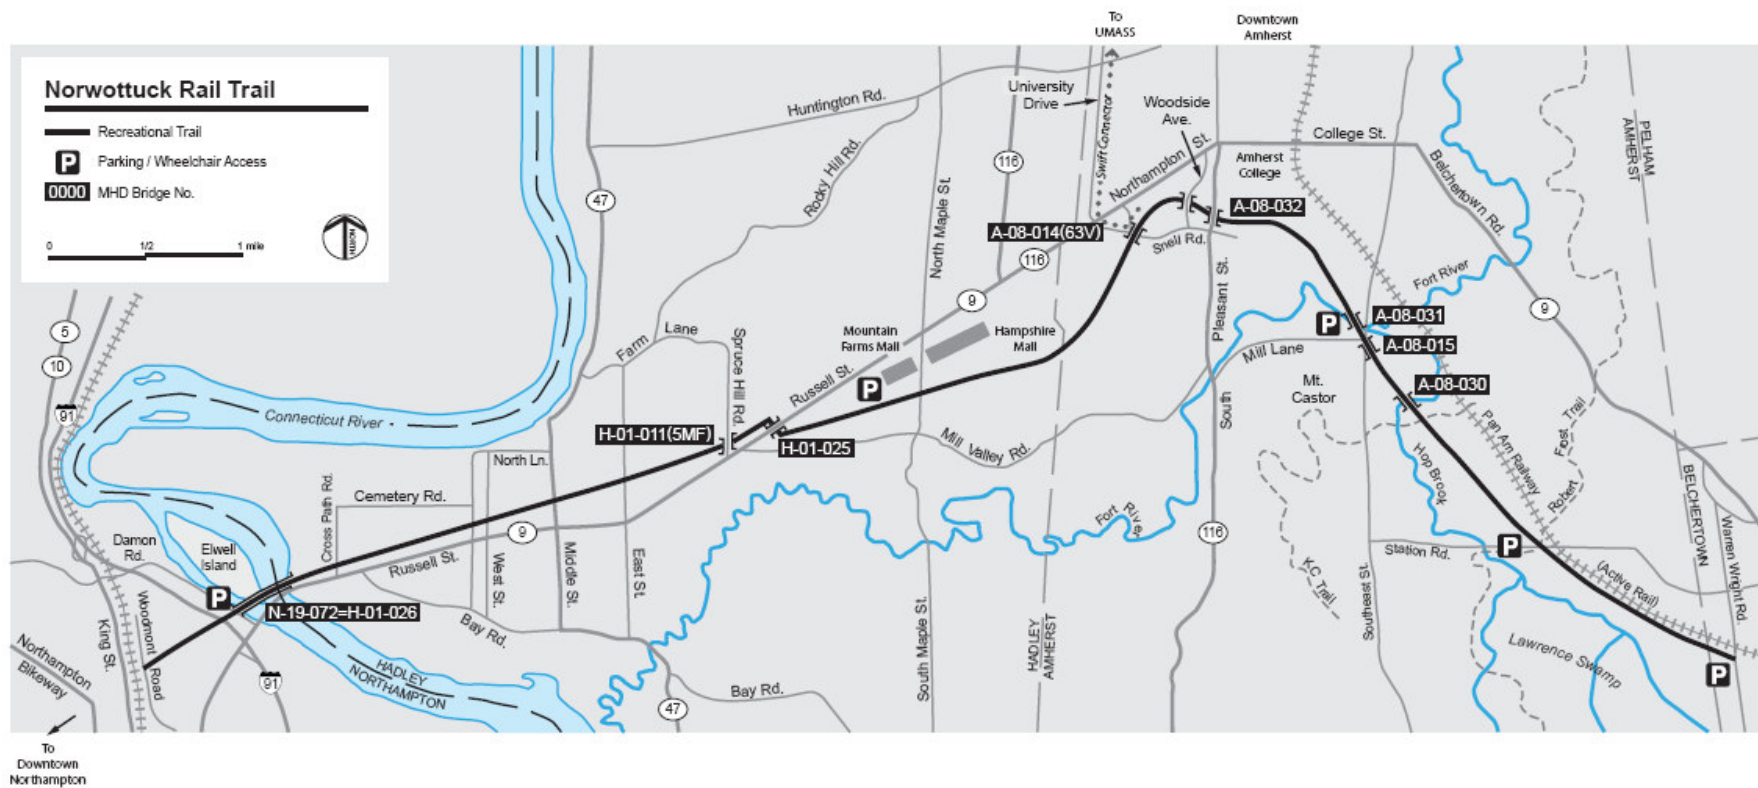 To
UMASS
Downtown
Amherst
Norwottuck Rail Trail
Recreational Trail
P Parking / Wheelchair Access
0000 MHD Bridge No.
0 1/2 1 mile
NORTH
Huntington Rd.
University
Drive
Swift Connector
Woodside
Ave.
Northampton St.
College St.
Amherst
College
Belchertown Rd.
PELHAM
AMHERST
116
47
Rocky Hill Rd.
North Maple St.
A-08-014(63V)
A-08-032
Snell Rd.
116
9
Pleasant St.
South
Fort River
9
5
10
91
Connecticut River
Farm Lane
Spruce Hill Rd.
Russell St.
Mountain
Farms Mall
Hampshire
Mall
P
P
A-08-031
A-08-015
Mill Lane
Mt.
Castor
A-08-030
H-01-011(5MF)
H-01-025
Mill Valley Rd.
North Ln.
Cemetery Rd.
Cross Path Rd.
Pan Am Railway
Robert Frost Trail
Hop Brook
BELCHERTOWN
Damon
Rd.
Elwell
Island
9
Russell St.
West St.
Middle St.
East St.
Fort River
116
Station Rd.
P
K.C. Trail
(Active Rail)
Warren Wright Rd.
P
N-19-072=H-01-026
Bay Rd.
King St.
Woodmont
Road
Northampton
Bikeway
91
HADLEY
NORTHAMPTON
47
Bay Rd.
South Maple St.
HADLEY
AMHERST
Southeast St.
Lawrence Swamp
P
To
Downtown
Northampton